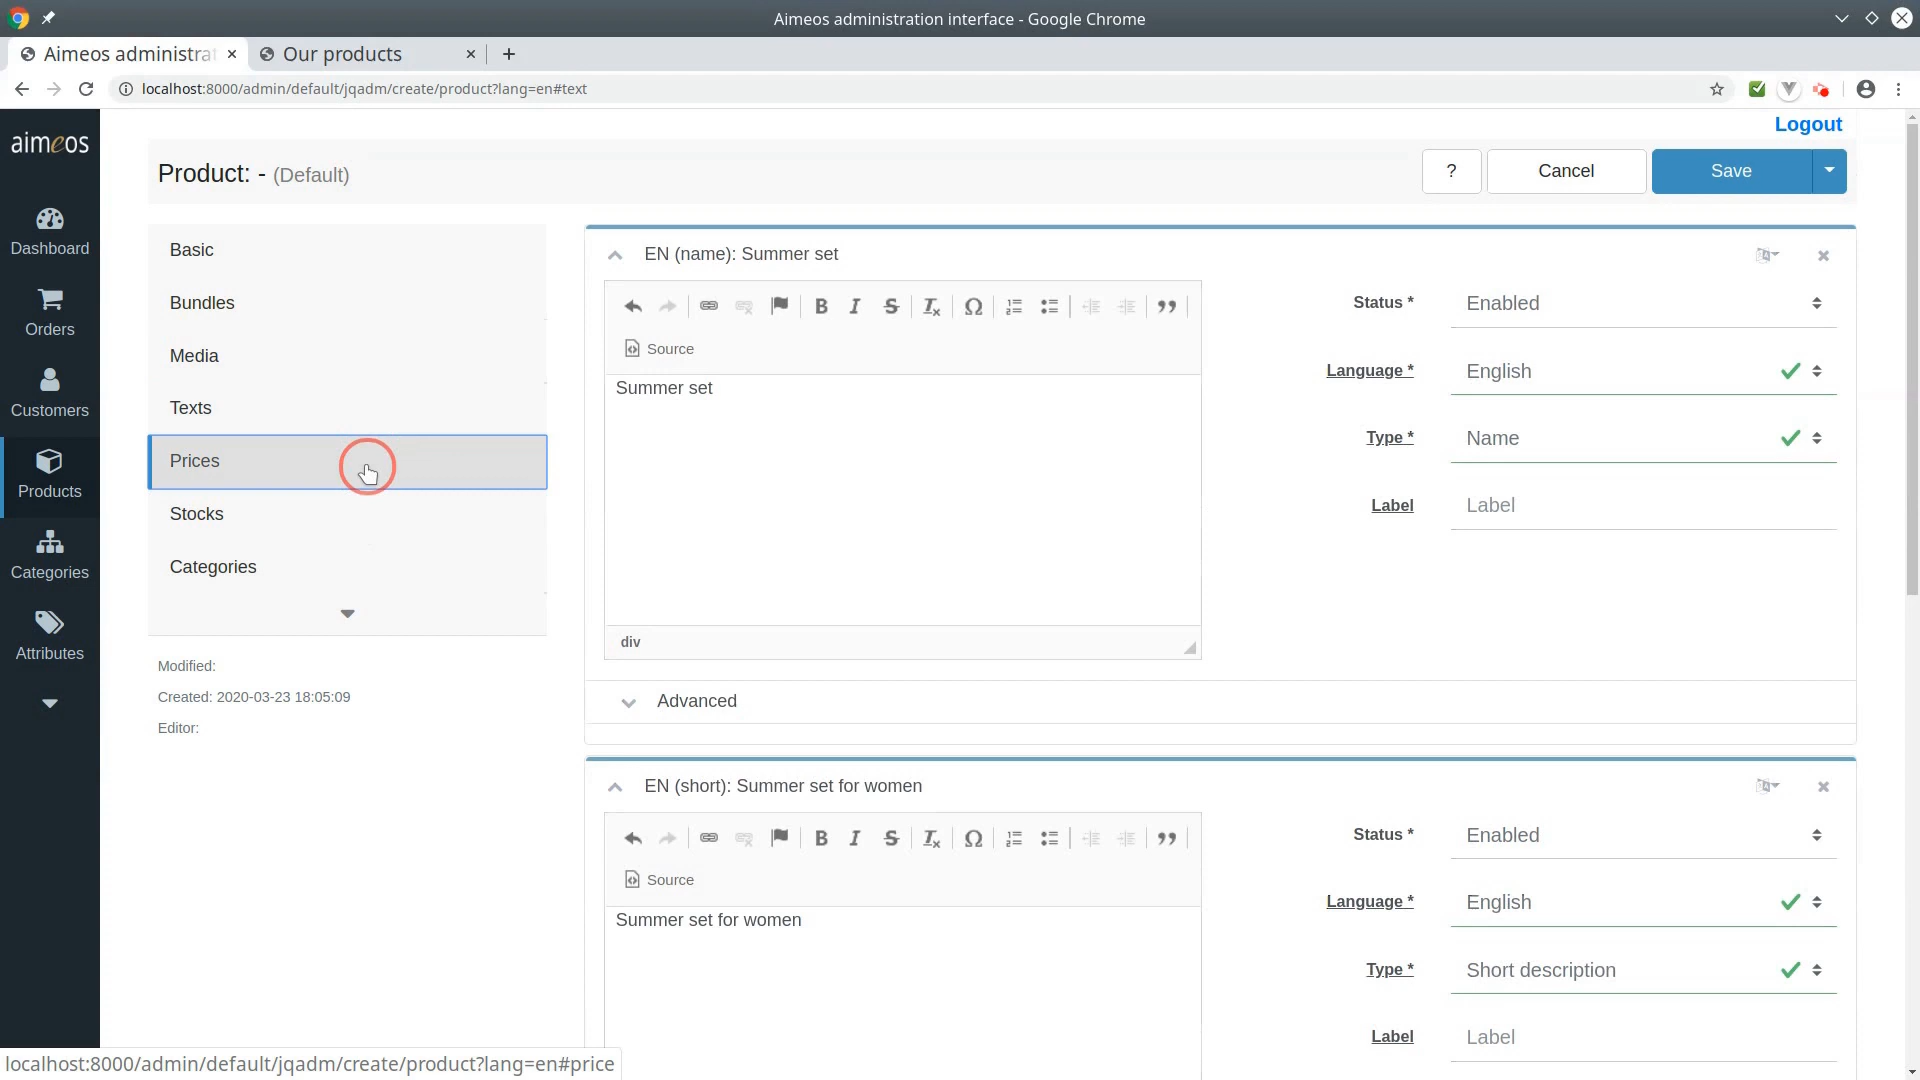 Aimeos administration interface - Google Chrome
Aimeos administrat
Our products
localhost:8000/admin/default/jqadm/create/product?lang=en#text
aimeos
Logout
Product: - (Default)
?
Cancel
Save
Dashboard
Orders
Customers
Products
Categories
Attributes
Basic
Bundles
Media
Texts
Prices
Stocks
Categories
Modified:
Created: 2020-03-23 18:05:09
Editor:
EN (name): Summer set
Source
Summer set
div
Status *
Enabled
Language *
English
Type *
Name
Label
Label
Advanced
EN (short): Summer set for women
Source
Summer set for women
Status *
Enabled
Language *
English
Type *
Short description
Label
Label
localhost:8000/admin/default/jqadm/create/product?lang=en#price